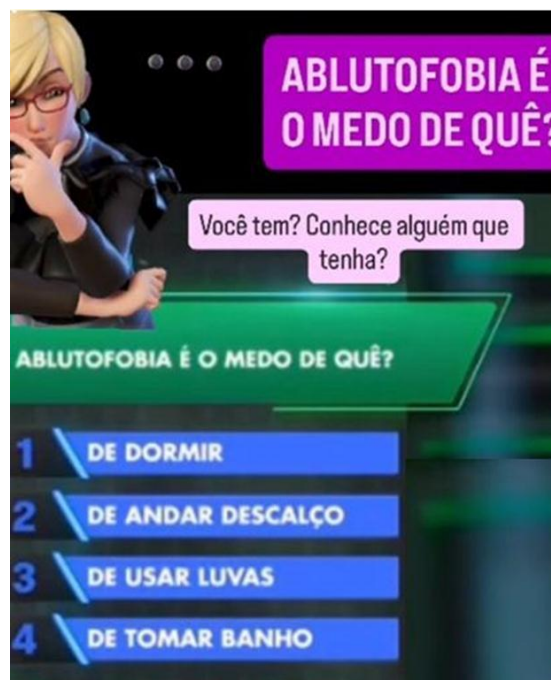 ABLUTOFOBIA É
O MEDO DE QUÊ?
Você tem? Conhece alguém que
tenha?
ABLUTOFOBIA É O MEDO DE QUÊ?
1 DE DORMIR
2 DE ANDAR DESCALÇO
3 DE USAR LUVAS
4 DE TOMAR BANHO